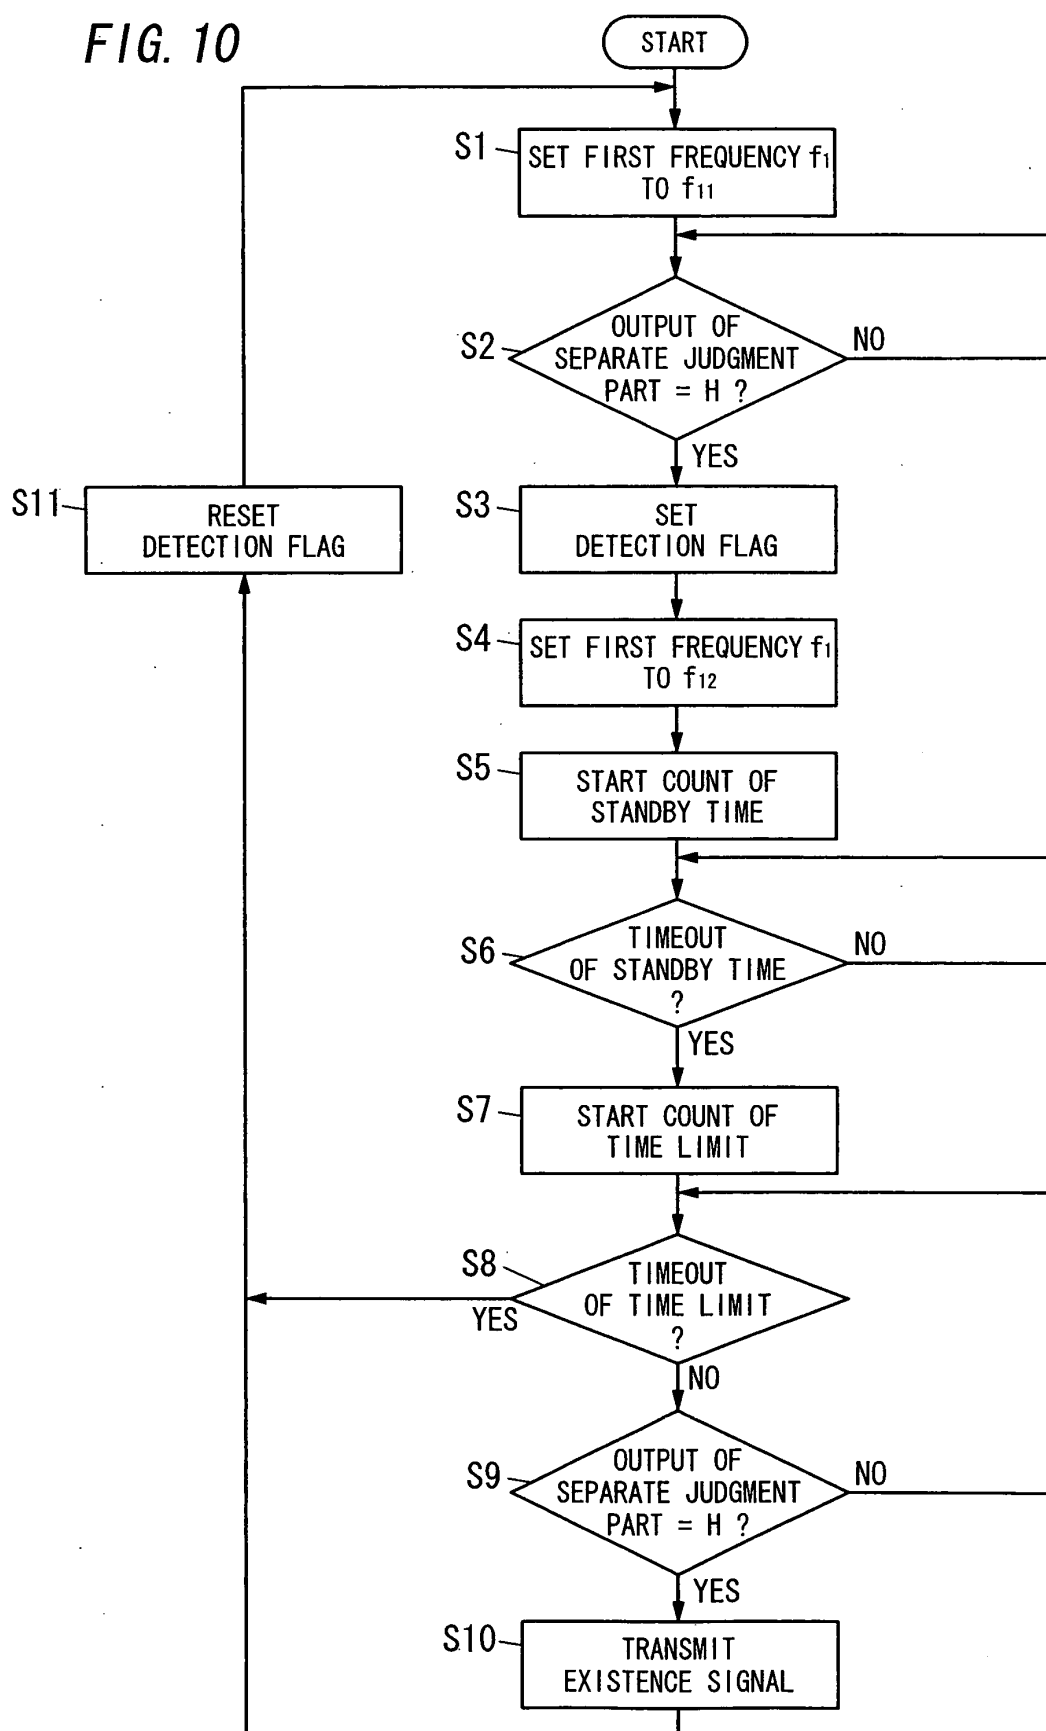 FIG. 10
START
S1
SET FIRST FREQUENCY f1
TO f11
S2
OUTPUT OF
SEPARATE JUDGMENT
PART = H ?
NO
YES
S3
SET
DETECTION FLAG
S11
RESET
DETECTION FLAG
S4
SET FIRST FREQUENCY f1
TO f12
S5
START COUNT OF
STANDBY TIME
S6
TIMEOUT
OF STANDBY TIME
?
NO
YES
S7
START COUNT OF
TIME LIMIT
S8
TIMEOUT
OF TIME LIMIT
?
YES
NO
S9
OUTPUT OF
SEPARATE JUDGMENT
PART = H ?
NO
YES
S10
TRANSMIT
EXISTENCE SIGNAL